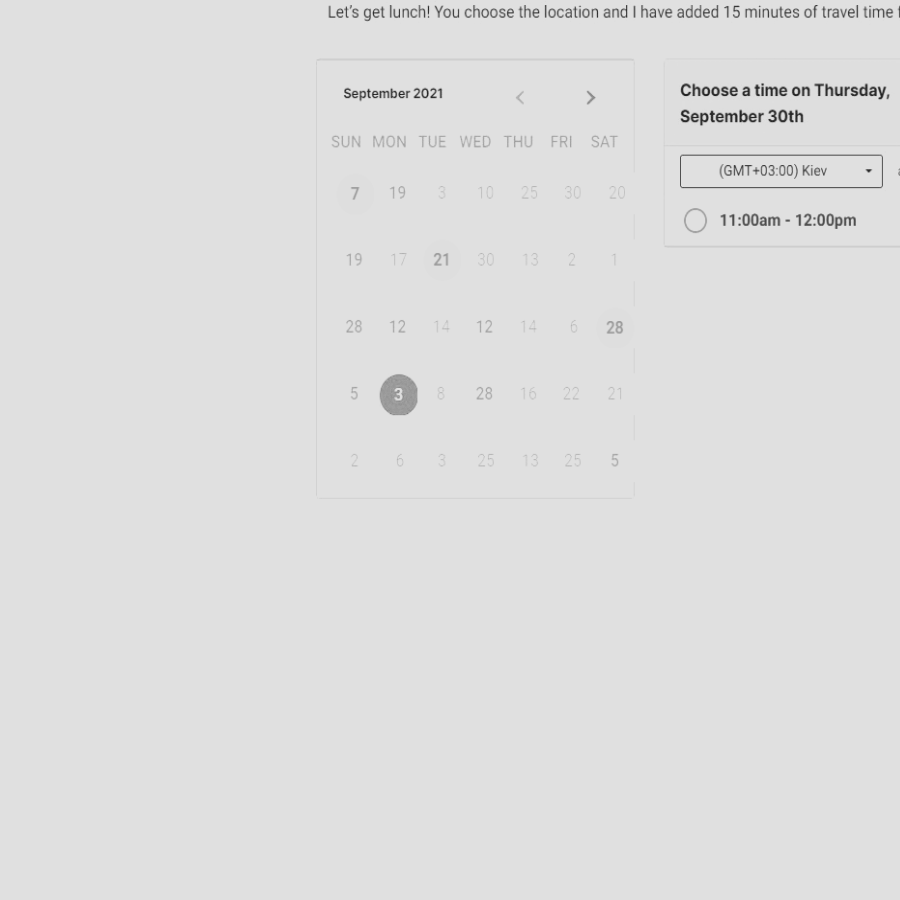 Let's get lunch! You choose the location and I have added 15 minutes of travel time
September 2021
SUN MON TUE WED THU FRI SAT
7 19 3 10 25 30 20
19 17 21 30 13 2 1
28 12 14 12 14 6 28
5 3 8 28 16 22 21
2 6 3 25 13 25 5
Choose a time on Thursday,
September 30th
(GMT+03:00) Kiev
11:00am - 12:00pm